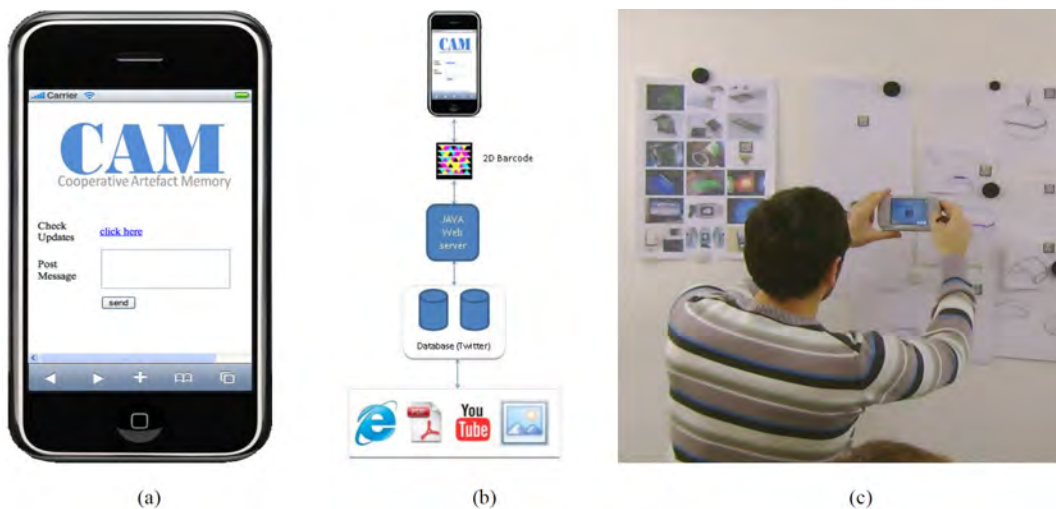 Carrier
CAM
Cooperative Artefact Memory
Check
Updates
click here
Post
Message
send
(a)
CAM
2D Barcode
JAVA
Web
server
Database (Twitter)
PDF
You
Tube
(b)
(c)